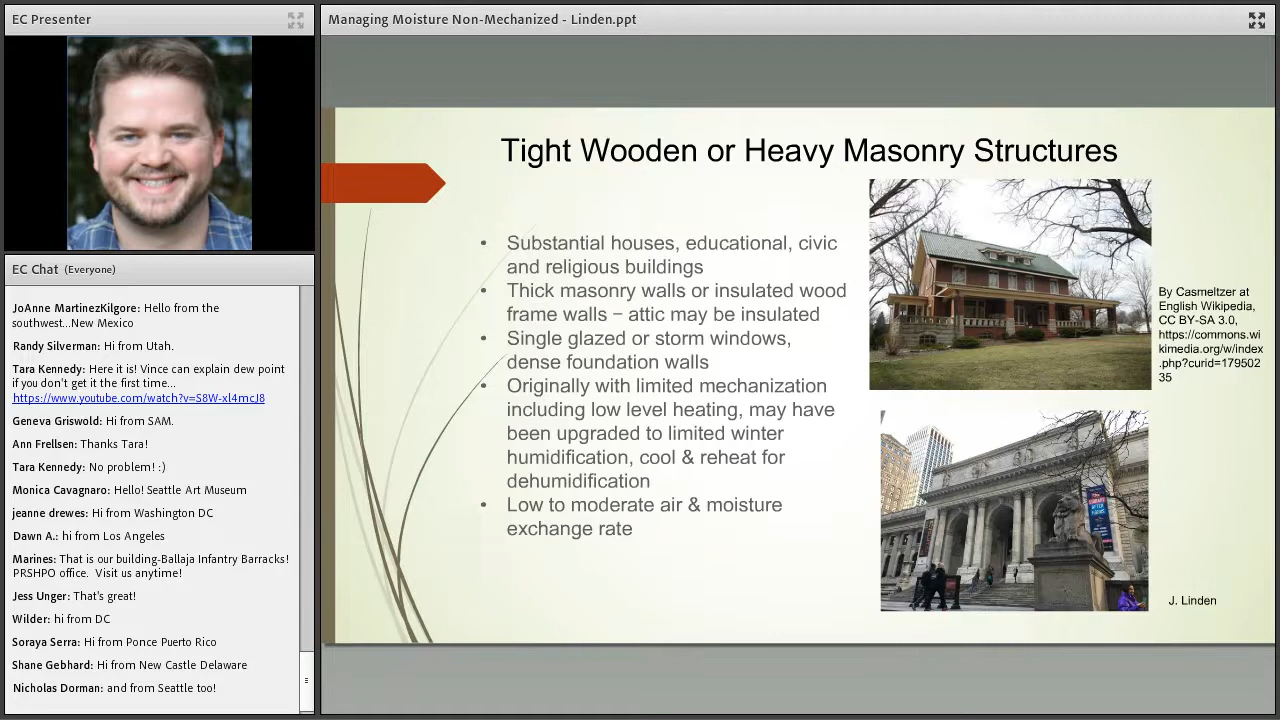 EC Presenter
Managing Moisture Non-Mechanized - Linden.ppt
EC Chat (Everyone)
JoAnne MartinezKilgore: Hello from the
southwest...New Mexico
Randy Silverman: Hi from Utah.
Tara Kennedy: Here it is! Vince can explain dew point
if you don't get it the first time...
https://www.youtube.com/watch?v=S8W-xl4mcJ8
Geneva Griswold: Hi from SAM.
Ann Frellsen: Thanks Tara!
Tara Kennedy: No problem! :)
Monica Cavagnaro: Hello! Seattle Art Museum
jeanne drewes: Hi from Washington DC
Dawn A.: hi from Los Angeles
Marines: That is our building-Ballaja Infantry Barracks!
PRSHPO office.  Visit us anytime!
Jess Unger: That's great!
Wilder: hi from DC
Soraya Serra: Hi from Ponce Puerto Rico
Shane Gebhard: Hi from New Castle Delaware
Nicholas Dorman: and from Seattle too!
Tight Wooden or Heavy Masonry Structures
• Substantial houses, educational, civic
and religious buildings
• Thick masonry walls or insulated wood
frame walls – attic may be insulated
• Single glazed or storm windows,
dense foundation walls
• Originally with limited mechanization
including low level heating, may have
been upgraded to limited winter
humidification, cool & reheat for
dehumidification
• Low to moderate air & moisture
exchange rate
By Casmeltzer at
English Wikipedia,
CC BY-SA 3.0,
https://commons.wi
kimedia.org/w/index
.php?curid=179502
35
J. Linden